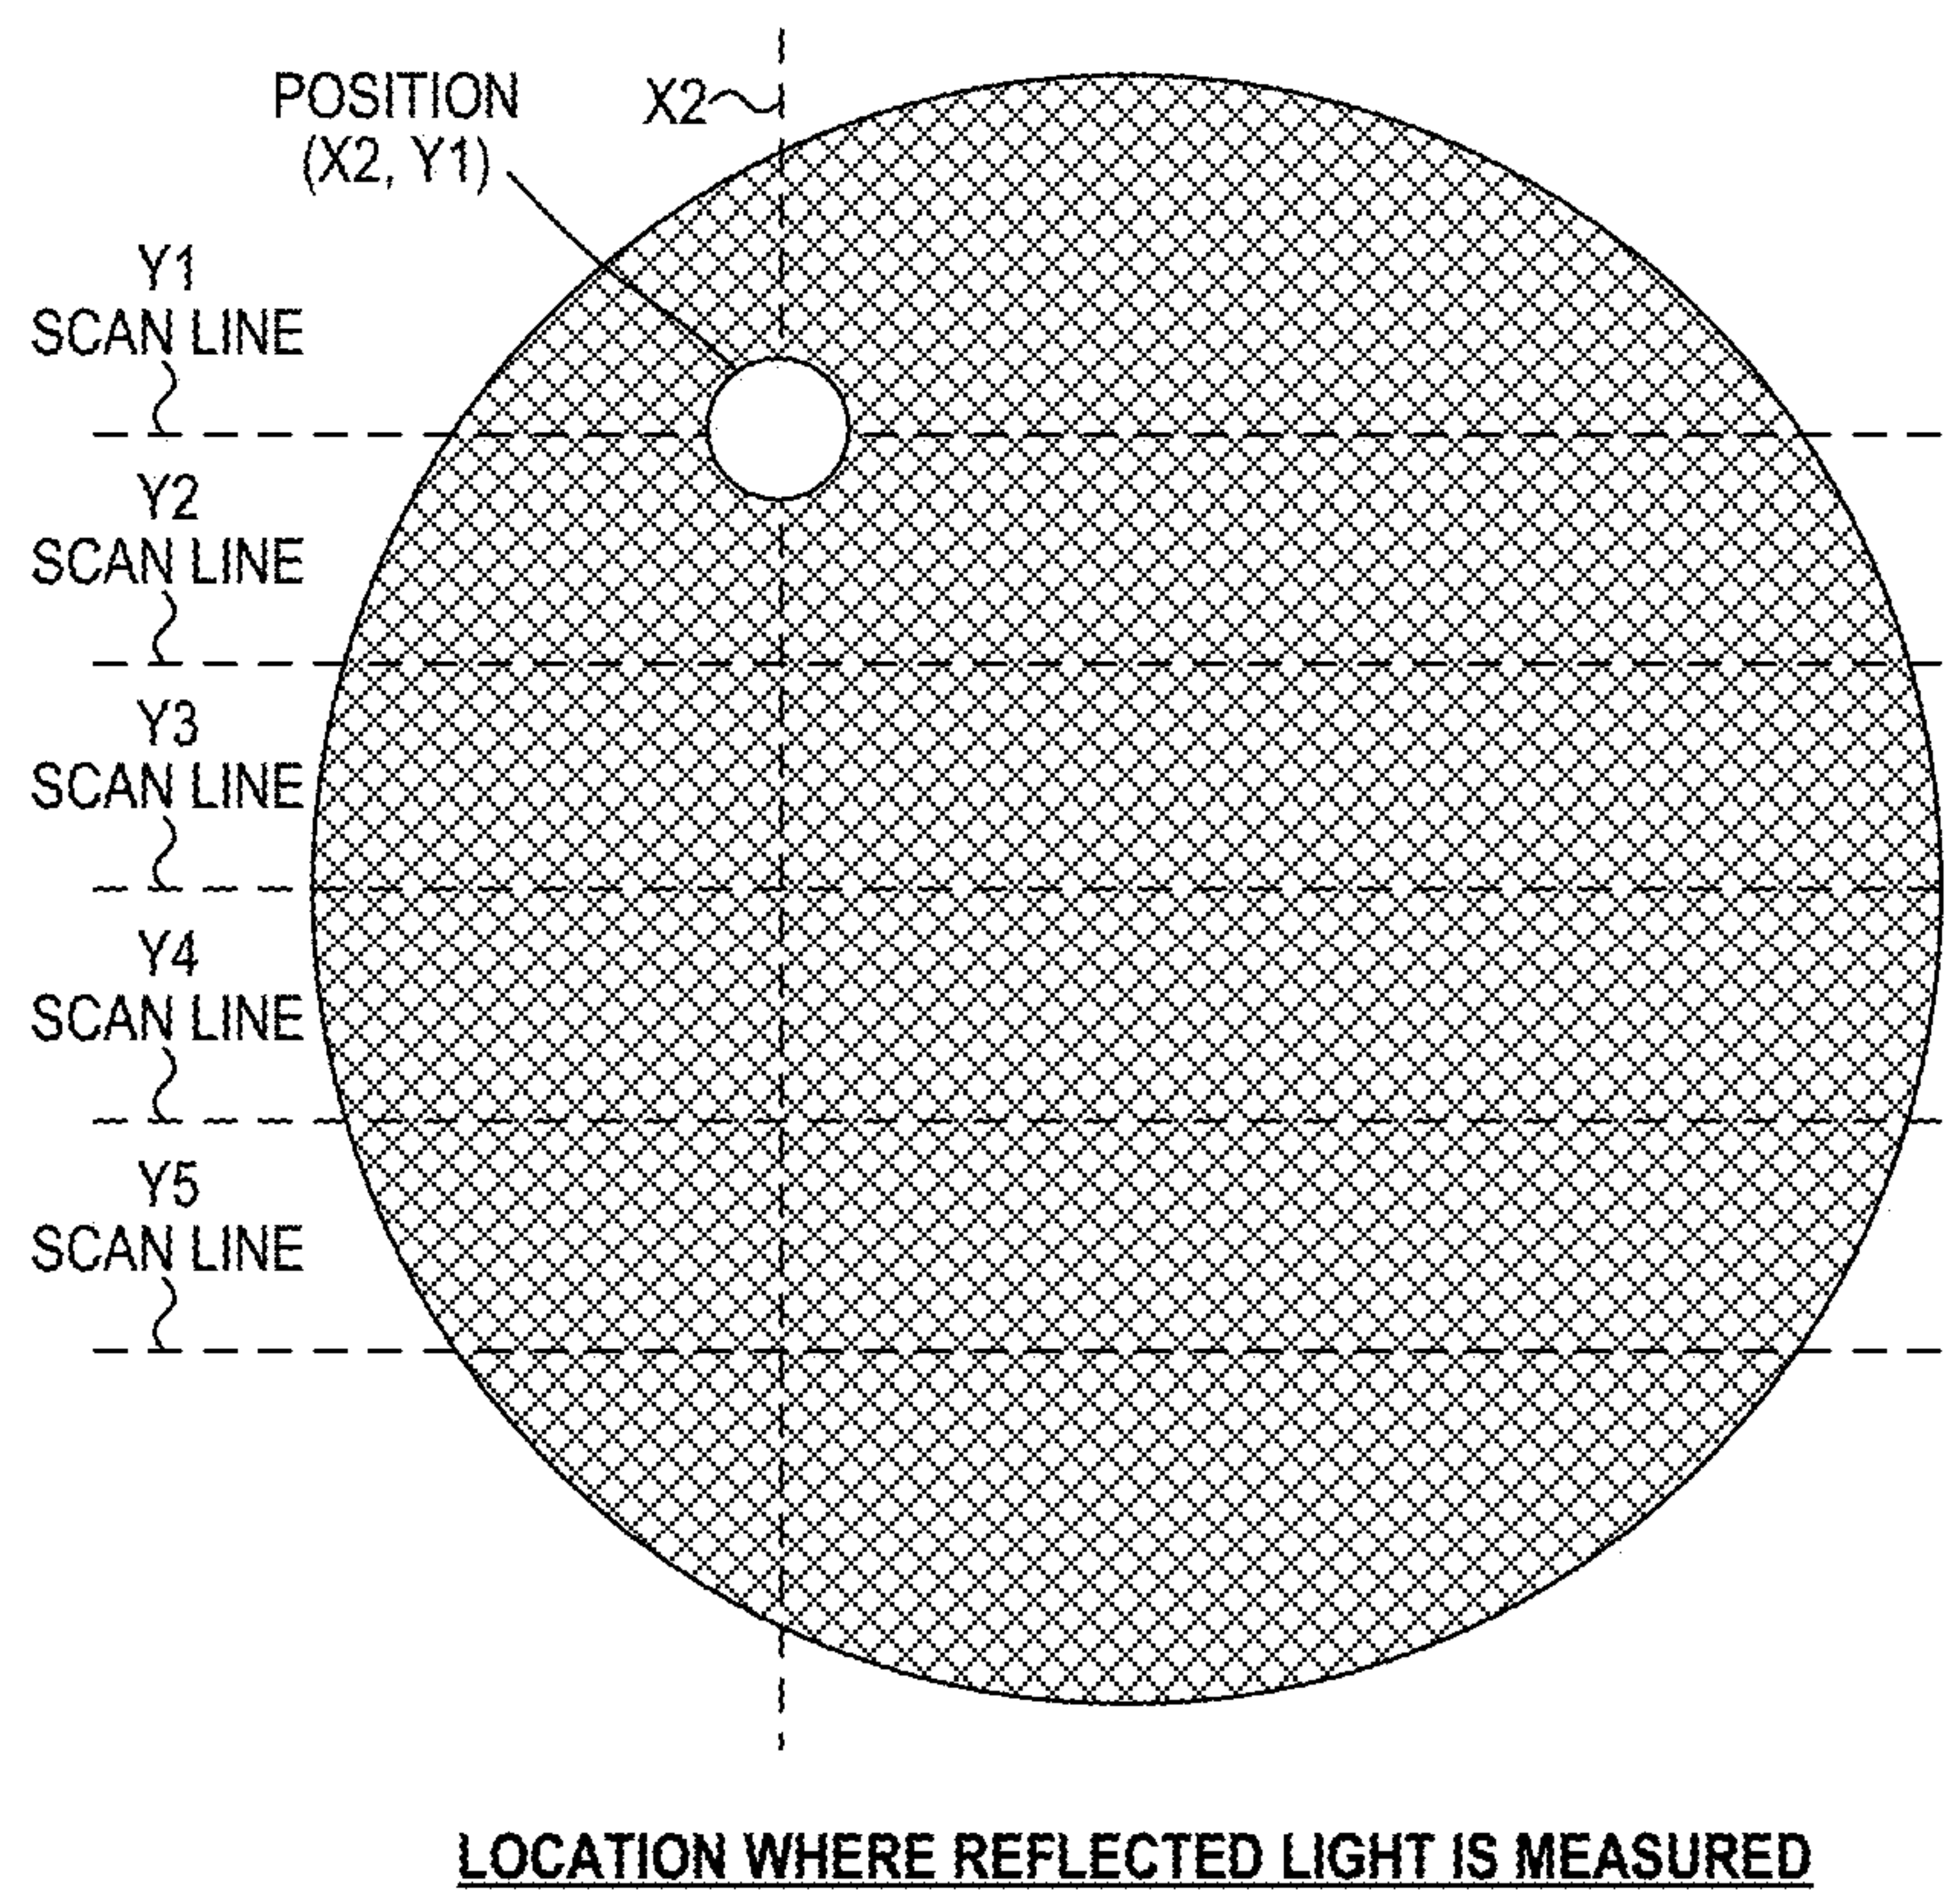 POSITION
(X2, Y1)
X2
Y1
SCAN LINE
Y2
SCAN LINE
Y3
SCAN LINE
Y4
SCAN LINE
Y5
SCAN LINE
LOCATION WHERE REFLECTED LIGHT IS MEASURED